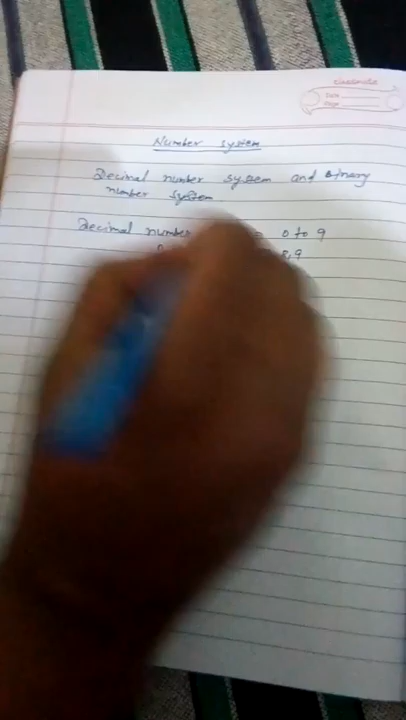 classmate
Date
Page
Number system
Decimal number system and Binary
number system
Decimal number 0 to 9
8,9